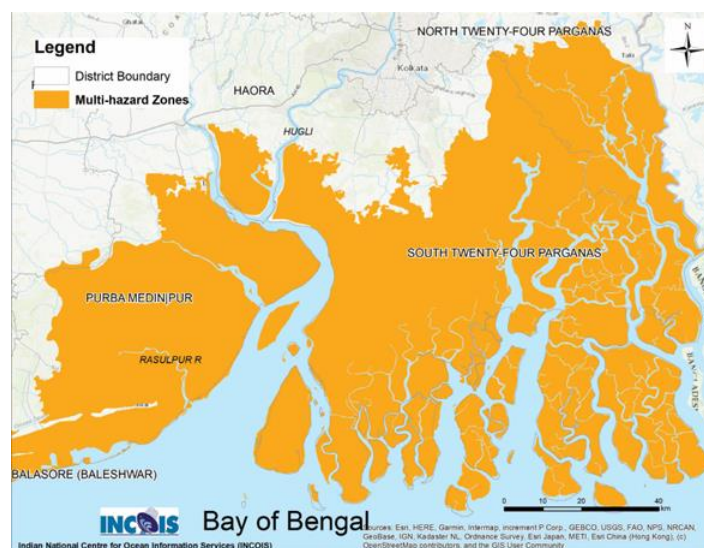 NORTH TWENTY-FOUR PARGANAS
N
Legend
District Boundary
Multi-hazard Zones
Kolkata
HAORA
HUGLI
SOUTH TWENTY-FOUR PARGANAS
PURBA MEDINJPUR
RASULPUR R
BANGLADES
BALASORE (BALESHWAR)
0 10 20 40
KM
INCOIS
Bay of Bengal
Indian National Centre for Ocean Information Services (INCOIS)
Sources: Esri, HERE, Garmin, Intermap, increment P Corp., GEBCO, USGS, FAO, NPS, NRCAN,
GeoBase, IGN, Kadaster NL, Ordnance Survey, Esri Japan, METI, Esri China (Hong Kong), (c)
OpenStreetMap contributors, and the GIS User Community